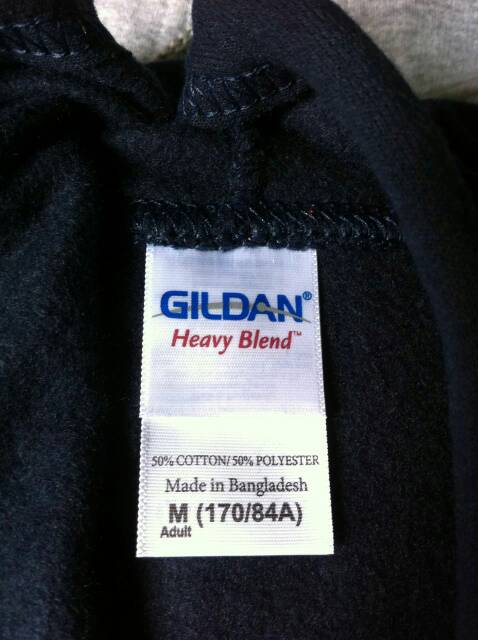 GILDAN®
Heavy Blend™
50% COTTON/50% POLYESTER
Made in Bangladesh
M (170/84A)
Adult